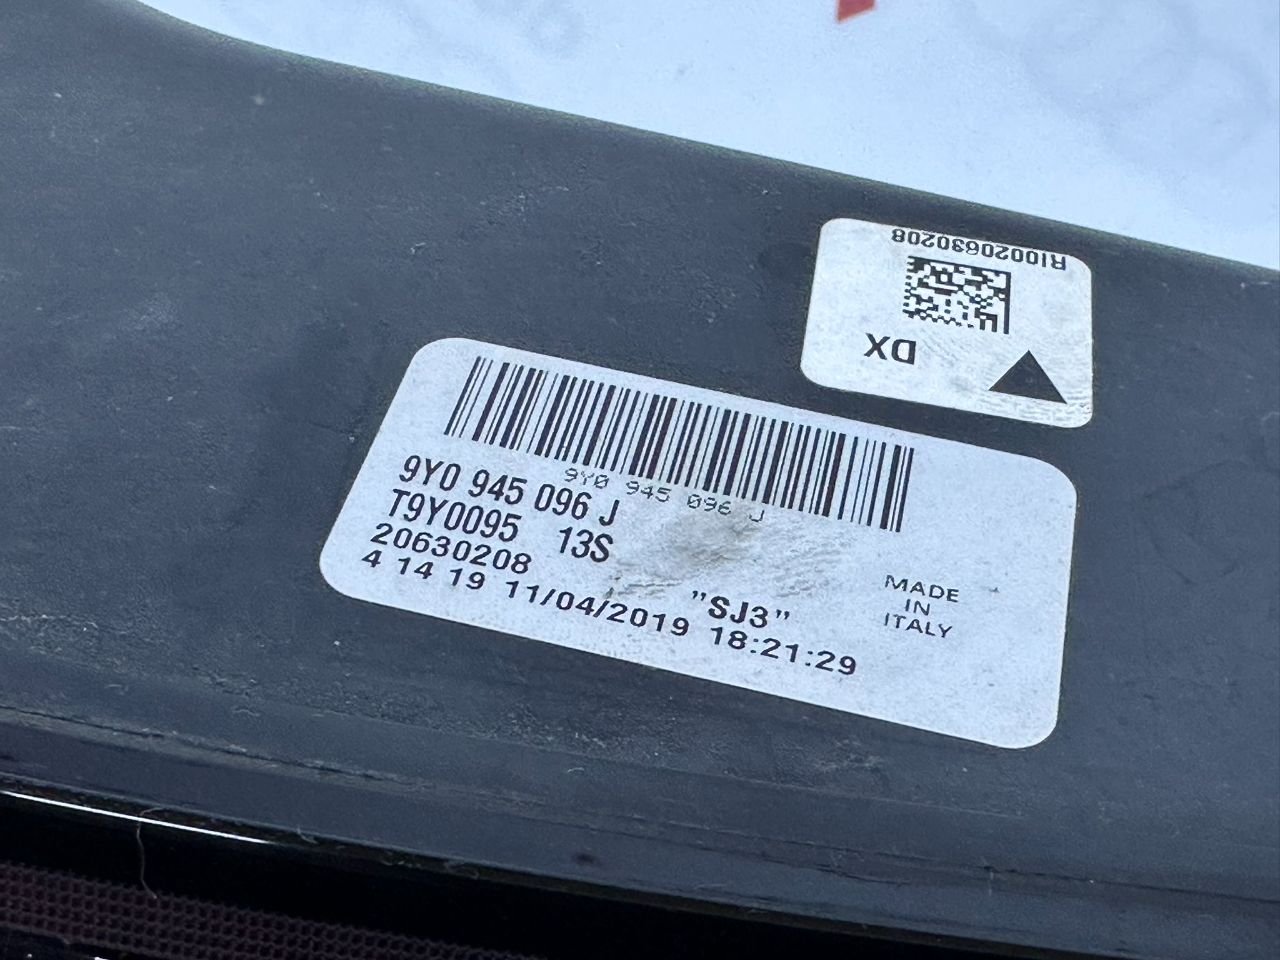 R10020630208
DX
9Y0 945 096 J
9Y0 945 096 J
T9Y0095 13S
20630208
"SJ3"
4 14 19 11/04/2019 18:21:29
MADE
IN
ITALY